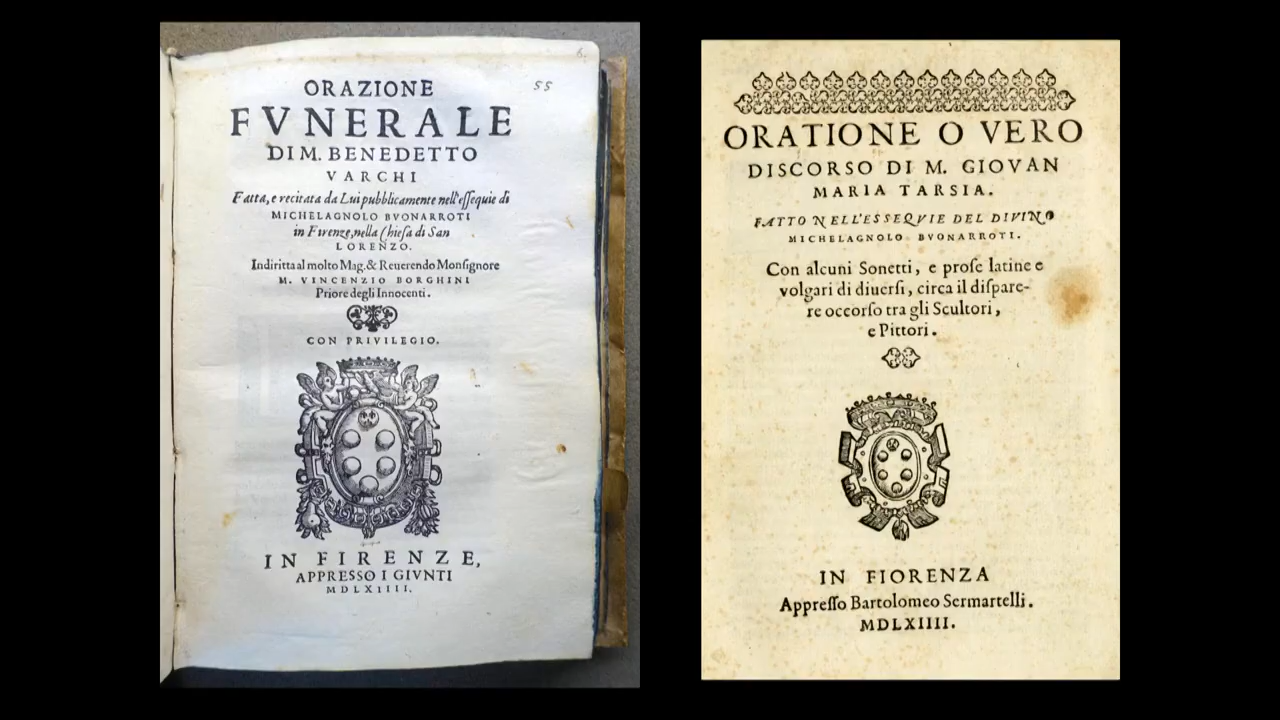 6.
55
ORAZIONE
FVNERALE
DI M. BENEDETTO
VARCHI
Fatta, e recitata da Lui pubblicamente nell'essequie di
MICHELAGNOLO BVONARROTI
in Firenze, nella Chiesa di San
LORENZO.
Indiritta al molto Mag. & Reuerendo Monsignore
M. VINCENZIO BORGHINI
Priore degli Innocenti.
CON PRIVILEGIO.
IN FIRENZE,
APPRESSO I GIVNTI
MDLXIIII.
ORATIONE O VERO
DISCORSO DI M. GIOVAN
MARIA TARSIA.
FATTO NELL'ESSEQVIE DEL DIVINO
MICHELAGNOLO BVONARROTI.
Con alcuni Sonetti, e prose latine e
volgari di diuersi, circa il dispare-
re occorso tra gli Scultori,
e Pittori.
IN FIORENZA
Appresso Bartolomeo Sermartelli.
MDLXIIII.